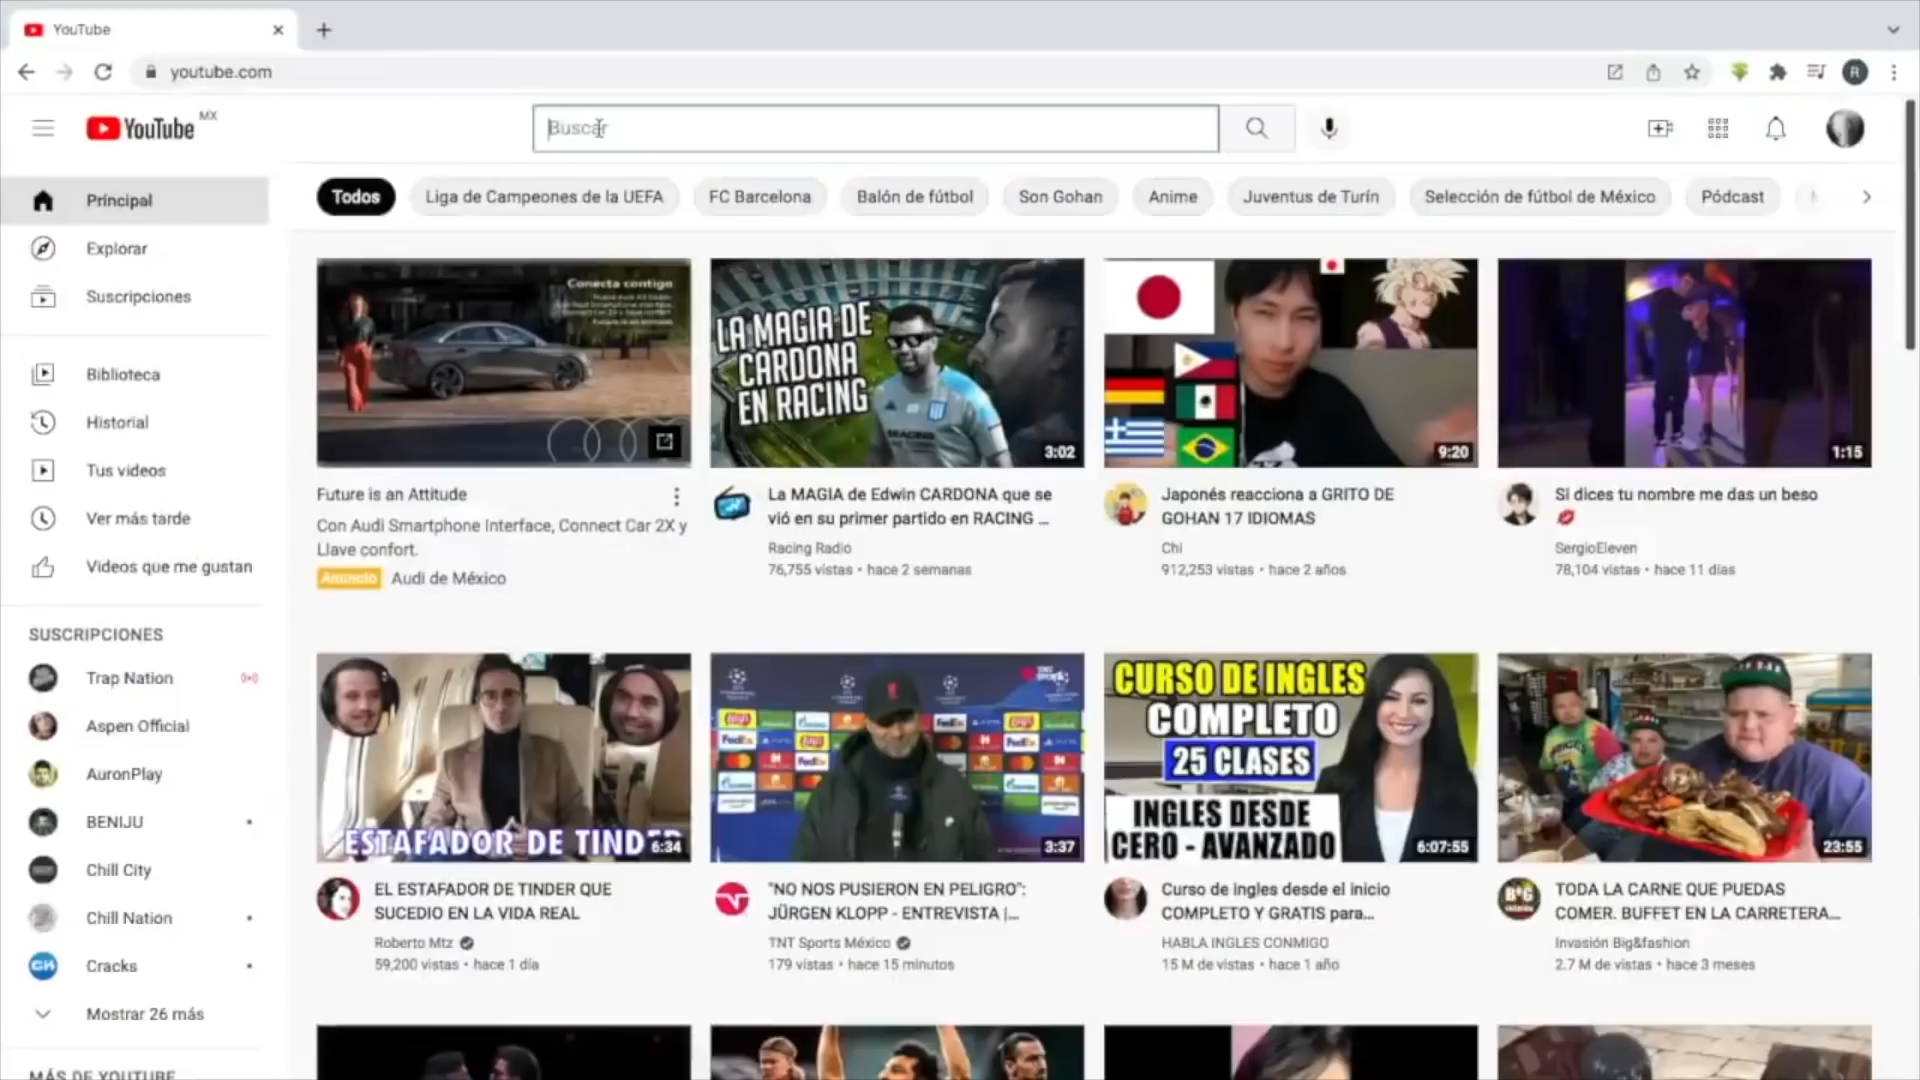 YouTube
youtube.com
R
YouTube MX
Buscar
Todos
Liga de Campeones de la UEFA
FC Barcelona
Balón de fútbol
Son Gohan
Anime
Juventus de Turín
Selección de fútbol de México
Pódcast
Principal
Explorar
Suscripciones
Biblioteca
Historial
Tus videos
Ver más tarde
Videos que me gustan
SUSCRIPCIONES
Trap Nation
Aspen Official
AuronPlay
BENIJU
Chill City
Chill Nation
Cracks
Mostrar 26 más
MÁS DE YOUTUBE
Conecta contigo
Future is an Attitude
Con Audi Smartphone Interface, Connect Car 2X y
Llave confort.
Anuncio Audi de México
LA MAGIA DE
CARDONA
EN RACING
3:02
La MAGIA de Edwin CARDONA que se
vió en su primer partido en RACING ...
Racing Radio
76,755 vistas • hace 2 semanas
9:20
Japonés reacciona a GRITO DE
GOHAN 17 IDIOMAS
Chi
912,253 vistas • hace 2 años
1:15
Si dices tu nombre me das un beso
💋
SergioEleven
78,104 vistas • hace 11 días
ESTAFADOR DE TINDER
6:34
EL ESTAFADOR DE TINDER QUE
SUCEDIO EN LA VIDA REAL
Roberto Mtz
59,200 vistas • hace 1 día
FedEx
3:37
"NO NOS PUSIERON EN PELIGRO":
JÜRGEN KLOPP - ENTREVISTA |...
TNT Sports México
179 vistas • hace 15 minutos
CURSO DE INGLES
COMPLETO
25 CLASES
INGLES DESDE
CERO - AVANZADO
6:07:55
Curso de ingles desde el inicio
COMPLETO Y GRATIS para...
HABLA INGLES CONMIGO
15 M de vistas • hace 1 año
23:55
TODA LA CARNE QUE PUEDAS
COMER. BUFFET EN LA CARRETERA...
Invasión Big&fashion
2.7 M de vistas • hace 3 meses